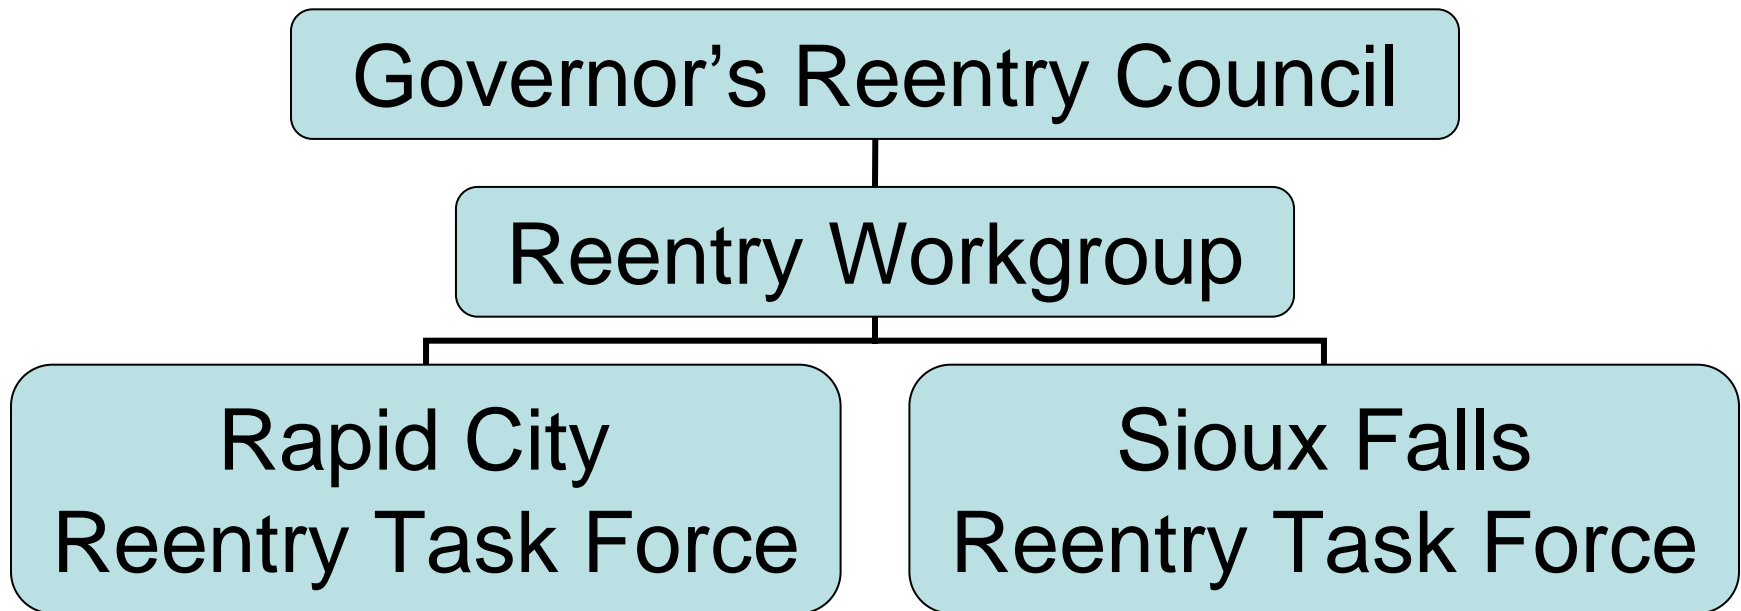 Governor’s Reentry Council
Reentry Workgroup
Rapid City
Reentry Task Force
Sioux Falls
Reentry Task Force